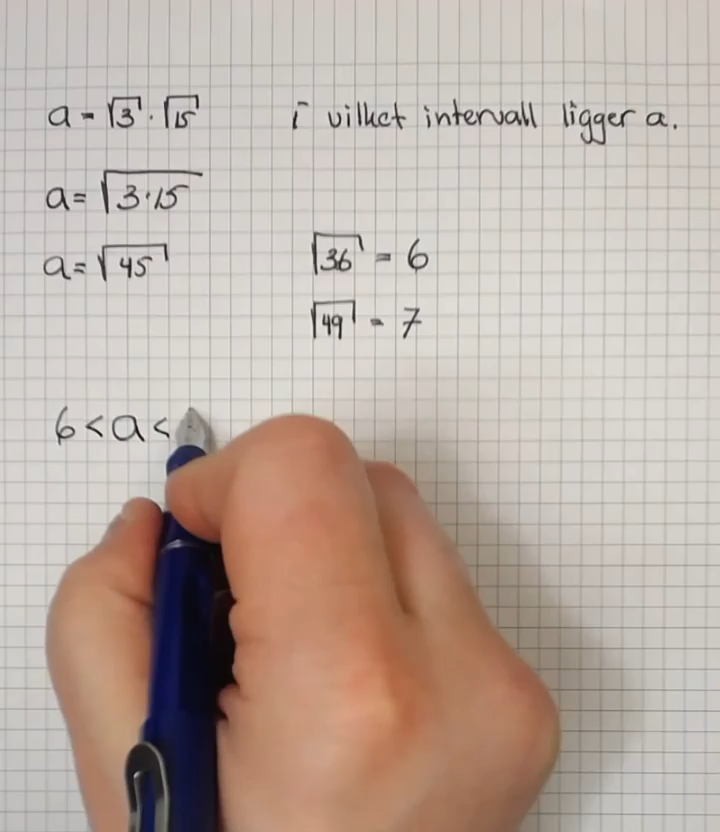 a = √3 · √15
i vilket intervall ligger a.
a = √3·15
a = √45
√36 = 6
√49 = 7
6 < a <